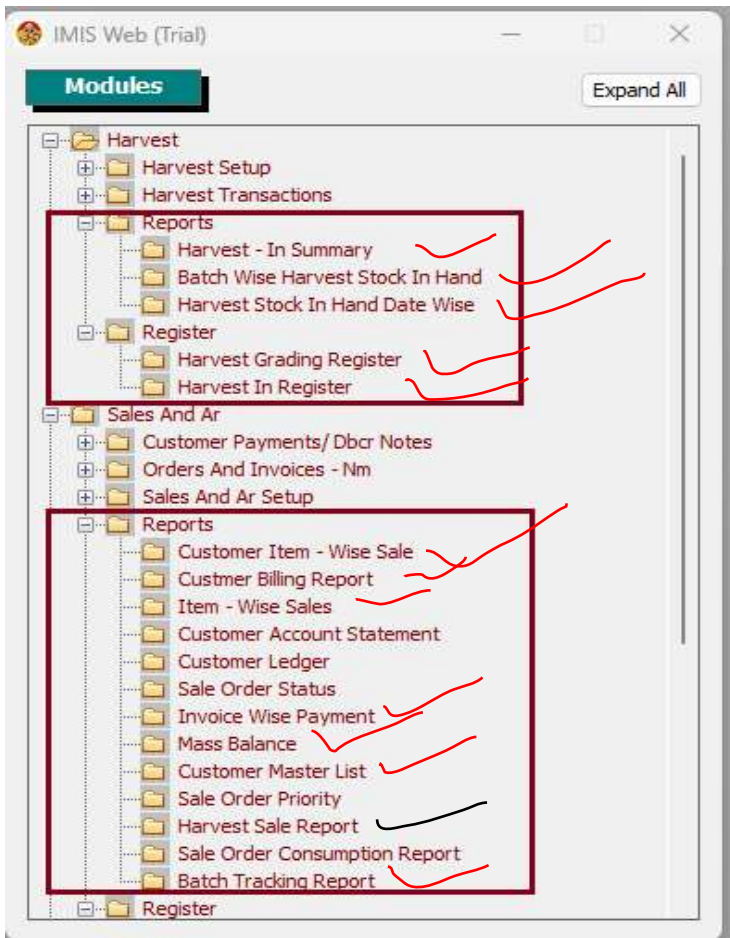 IMIS Web (Trial)
Modules
Expand All
Harvest
Harvest Setup
Harvest Transactions
Reports
Harvest - In Summary
Batch Wise Harvest Stock In Hand
Harvest Stock In Hand Date Wise
Register
Harvest Grading Register
Harvest In Register
Sales And Ar
Customer Payments/ Dbcr Notes
Orders And Invoices - Nm
Sales And Ar Setup
Reports
Customer Item - Wise Sale
Custmer Billing Report
Item - Wise Sales
Customer Account Statement
Customer Ledger
Sale Order Status
Invoice Wise Payment
Mass Balance
Customer Master List
Sale Order Priority
Harvest Sale Report
Sale Order Consumption Report
Batch Tracking Report
Register